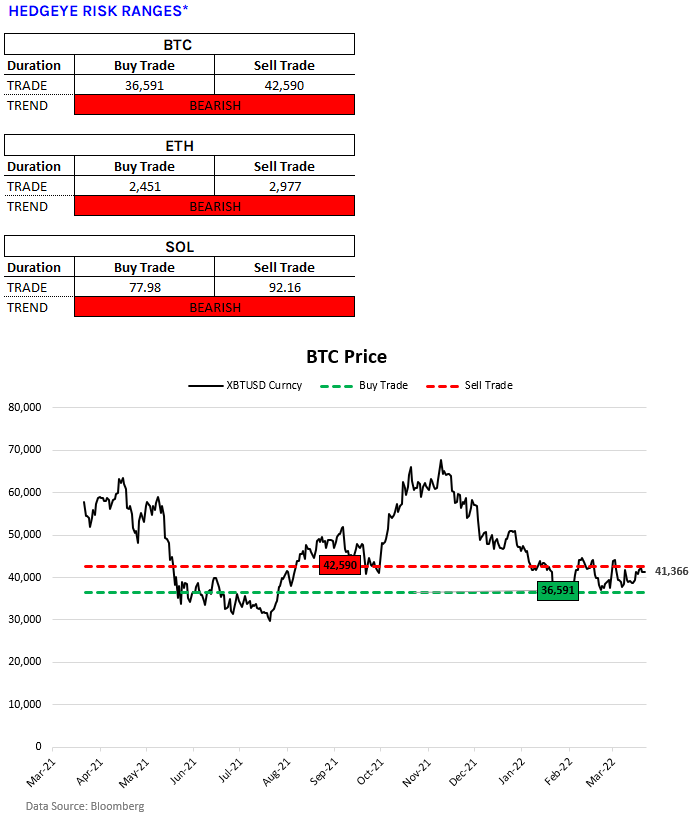 HEDGEYE RISK RANGES*
BTC
Duration Buy Trade Sell Trade
TRADE 36,591 42,590
TREND BEARISH
ETH
Duration Buy Trade Sell Trade
TRADE 2,451 2,977
TREND BEARISH
SOL
Duration Buy Trade Sell Trade
TRADE 77.98 92.16
TREND BEARISH
BTC Price
XBTUSD Curncy Buy Trade Sell Trade
80,000
70,000
60,000
50,000
42,590
41,366
40,000
36,591
30,000
20,000
10,000
0
Mar-21 Apr-21 May-21 Jun-21 Jul-21 Aug-21 Sep-21 Oct-21 Nov-21 Dec-21 Jan-22 Feb-22 Mar-22
Data Source: Bloomberg